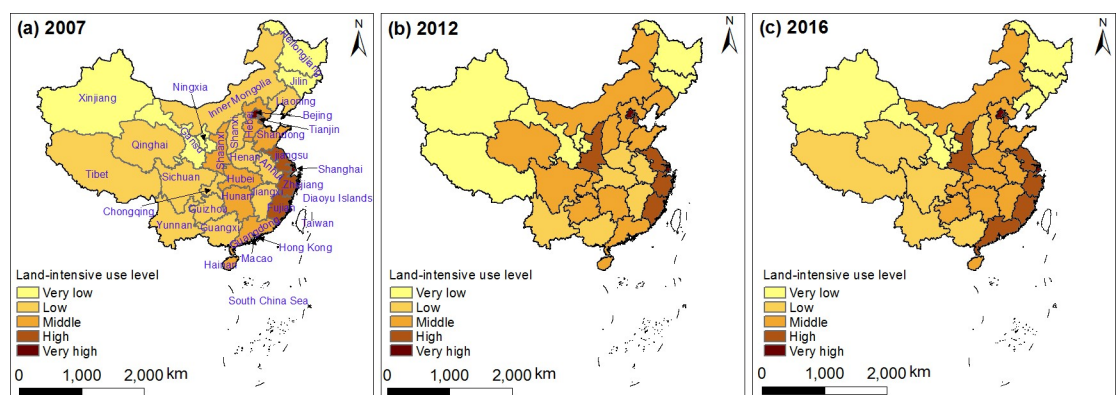 (a) 2007
N
Heilongjiang
Jilin
Ningxia
Inner Mongolia
Liaoning
Xinjiang
Bejing
Tianjin
Gansu
Shanxi
Hebei
Shandong
Qinghai
Shaanxi
Henan
Jiangsu
Anhui
Shanghai
Tibet
Sichuan
Hubei
Zhejiang
Diaoyu Islands
Chongqing
Hunan
Jiangxi
Guizhou
Fujian
Taiwan
Yunnan
Guangxi
Guangdong
Hong Kong
Macao
Hainan
South China Sea
Land-intensive use level
Very low
Low
Middle
High
Very high
0 1,000 2,000 km
(b) 2012
N
Land-intensive use level
Very low
Low
Middle
High
Very high
0 1,000 2,000 km
(c) 2016
N
Land-intensive use level
Very low
Low
Middle
High
Very high
0 1,000 2,000 km